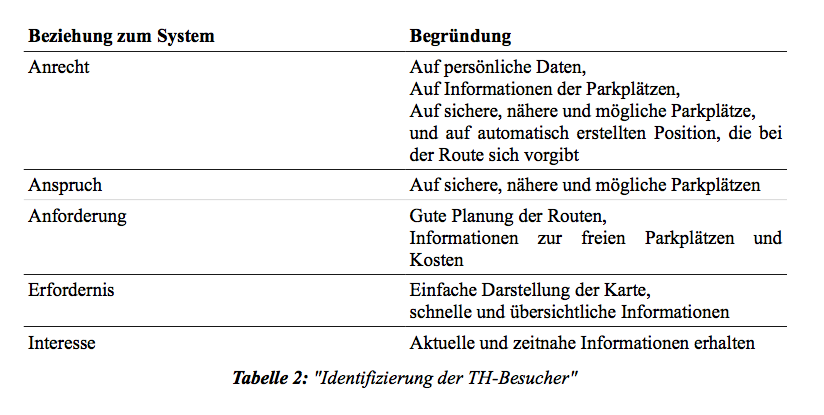 Beziehung zum System Begründung
Anrecht Auf persönliche Daten,
Auf Informationen der Parkplätzen,
Auf sichere, nähere und mögliche Parkplätze,
und auf automatisch erstellten Position, die bei
der Route sich vorgibt
Anspruch Auf sichere, nähere und mögliche Parkplätzen
Anforderung Gute Planung der Routen,
Informationen zur freien Parkplätzen und
Kosten
Erfordernis Einfache Darstellung der Karte,
schnelle und übersichtliche Informationen
Interesse Aktuelle und zeitnahe Informationen erhalten
Tabelle 2: "Identifizierung der TH-Besucher"